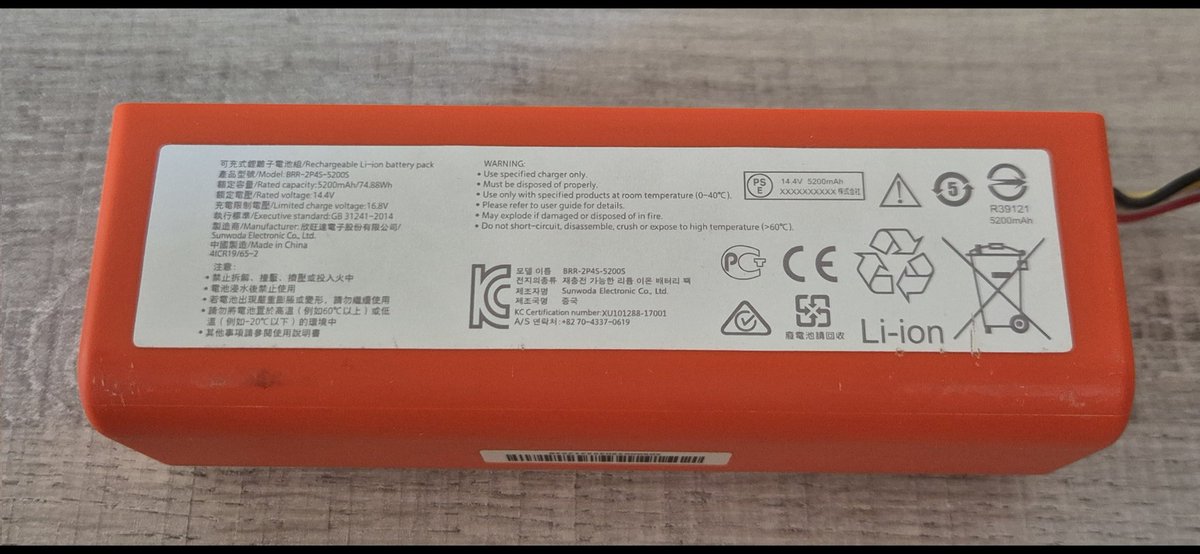 可充式鋰離子電池組/Rechargeable Li-ion battery pack
產品型號/Model:BRR-2P4S-5200S
額定容量/Rated capacity:5200mAh/74.88Wh
額定電壓/Rated voltage:14.4V
充電限制電壓/Limited charge voltage:16.8V
執行標準/Executive standard:GB 31241-2014
製造商/Manufacturer:欣旺達電子股份有限公司/
Sunwoda Electronic Co., Ltd.
中國製造/Made in China
4ICR19/65-2
注意:
•禁止拆解、撞擊、擠壓或投入火中
•電池浸水後禁止使用
•若電池出現嚴重膨脹或變形,請勿繼續使用
•請勿將電池置於高溫(例如60℃以上)或低
溫(例如-20℃以下)的環境中
•其他事項請參閱使用說明書
WARNING:
• Use specified charger only.
• Must be disposed of properly.
• Use only with specified products at room temperature (0~40℃).
• Please refer to user guide for details.
• May explode if damaged or disposed of in fire.
• Do not short-circuit, disassemble, crush or expose to high temperature (>60℃).
모델 이름 BRR-2P4S-5200S
전지의종류 재충전 가능한 리튬 이온 배터리 팩
제조자명 Sunwoda Electronic Co., Ltd.
제조국명 중국
KC Certification number:XU101288-17001
A/S 연락처:+82 70-4337-0619
PS
E
14.4V 5200mAh
XXXXXXXXXX株式会社
5
R39121
5200mAh
廢電池請回收
Li-ion